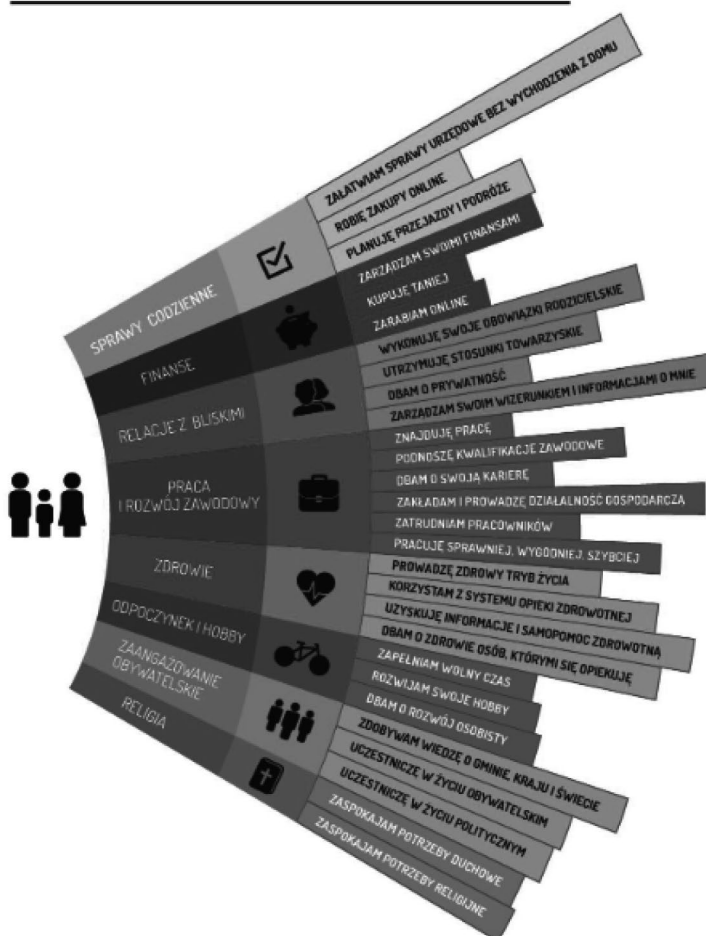 SPRAWY CODZIENNE
ZAŁATWIAM SPRAWY URZĘDOWE BEZ WYCHODZENIA Z DOMU
ROBIĘ ZAKUPY ONLINE
PLANUJĘ PRZEJAZDY I PODRÓŻE
FINANSE
ZARZĄDZAM SWOIMI FINANSAMI
KUPUJĘ TANIEJ
ZARABIAM ONLINE
RELACJE Z BLISKIMI
WYKONUJĘ SWOJE OBOWIĄZKI RODZICIELSKIE
UTRZYMUJĘ STOSUNKI TOWARZYSKIE
DBAM O PRYWATNOŚĆ
ZARZĄDZAM SWOIM WIZERUNKIEM I INFORMACJAMI O MNIE
PRACA
I ROZWÓJ ZAWODOWY
ZNAJDUJĘ PRACĘ
PODNOSZĘ KWALIFIKACJE ZAWODOWE
DBAM O SWOJĄ KARIERĘ
ZAKŁADAM I PROWADZĘ DZIAŁALNOŚĆ GOSPODARCZĄ
ZATRUDNIAM PRACOWNIKÓW
PRACUJĘ SPRAWNIEJ, WYGODNIEJ, SZYBCIEJ
ZDROWIE
PROWADZĘ ZDROWY TRYB ŻYCIA
KORZYSTAM Z SYSTEMU OPIEKI ZDROWOTNEJ
UZYSKUJĘ INFORMACJE I SAMOPOMOC ZDROWOTNĄ
DBAM O ZDROWIE OSÓB, KTÓRYMI SIĘ OPIEKUJĘ
ODPOCZYNEK I HOBBY
ZAPEŁNIAM WOLNY CZAS
ROZWIJAM SWOJE HOBBY
DBAM O ROZWÓJ OSOBISTY
ZAANGAŻOWANIE
OBYWATELSKIE
ZDOBYWAM WIEDZĘ O GMINIE, KRAJU I ŚWIECIE
UCZESTNICZĘ W ŻYCIU OBYWATELSKIM
UCZESTNICZĘ W ŻYCIU POLITYCZNYM
RELIGIA
ZASPOKAJAM POTRZEBY DUCHOWE
ZASPOKAJAM POTRZEBY RELIGIJNE